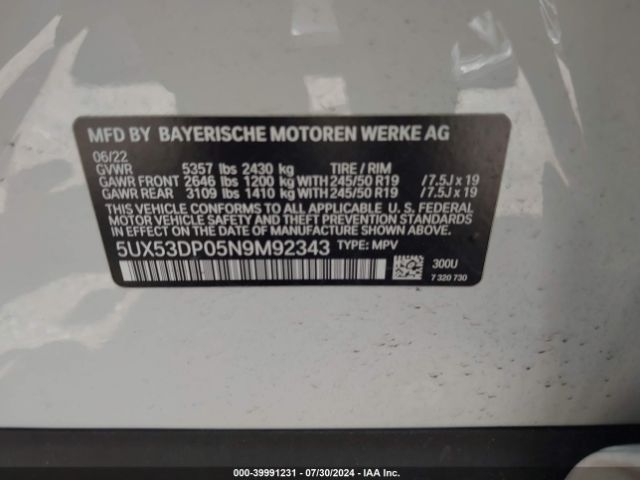 MFD BY BAYERISCHE MOTOREN WERKE AG
06/22
GVWR 5357 lbs 2430 kg TIRE / RIM
GAWR FRONT 2646 lbs 1200 kg WITH 245/50 R19 /7.5J x 19
GAWR REAR 3109 lbs 1410 kg WITH 245/50 R19 /7.5J x 19
THIS VEHICLE CONFORMS TO ALL APPLICABLE U. S. FEDERAL
MOTOR VEHICLE SAFETY AND THEFT PREVENTION STANDARDS
IN EFFECT ON THE DATE OF MANUFACTURE SHOWN ABOVE.
5UX53DP05N9M92343 TYPE: MPV
300U
7 320 730
000-39991231 - 07/30/2024 - IAA Inc.